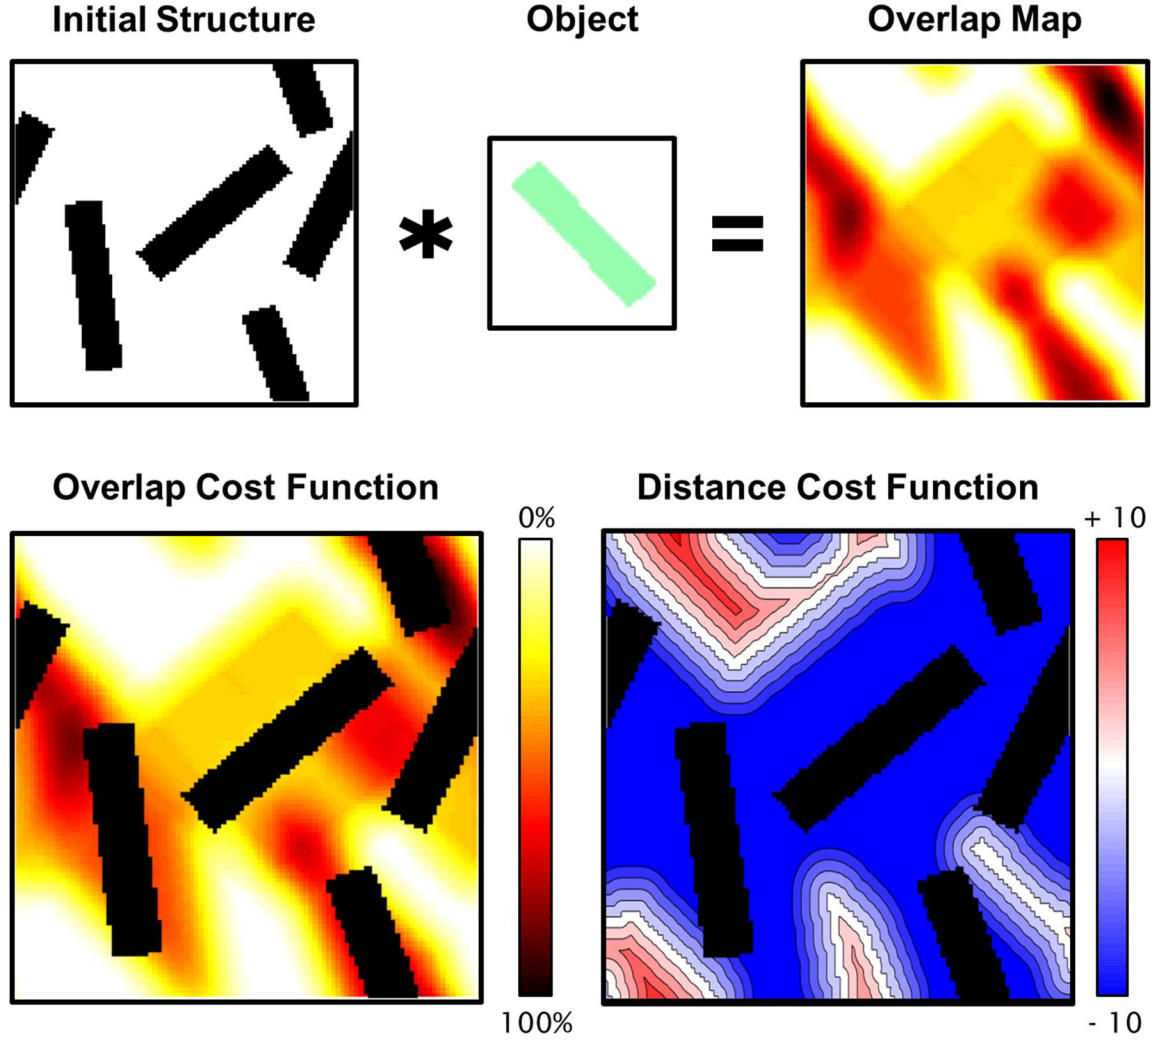 Initial Structure
Object
Overlap Map
*
=
Overlap Cost Function
Distance Cost Function
0%
+ 10
100%
- 10